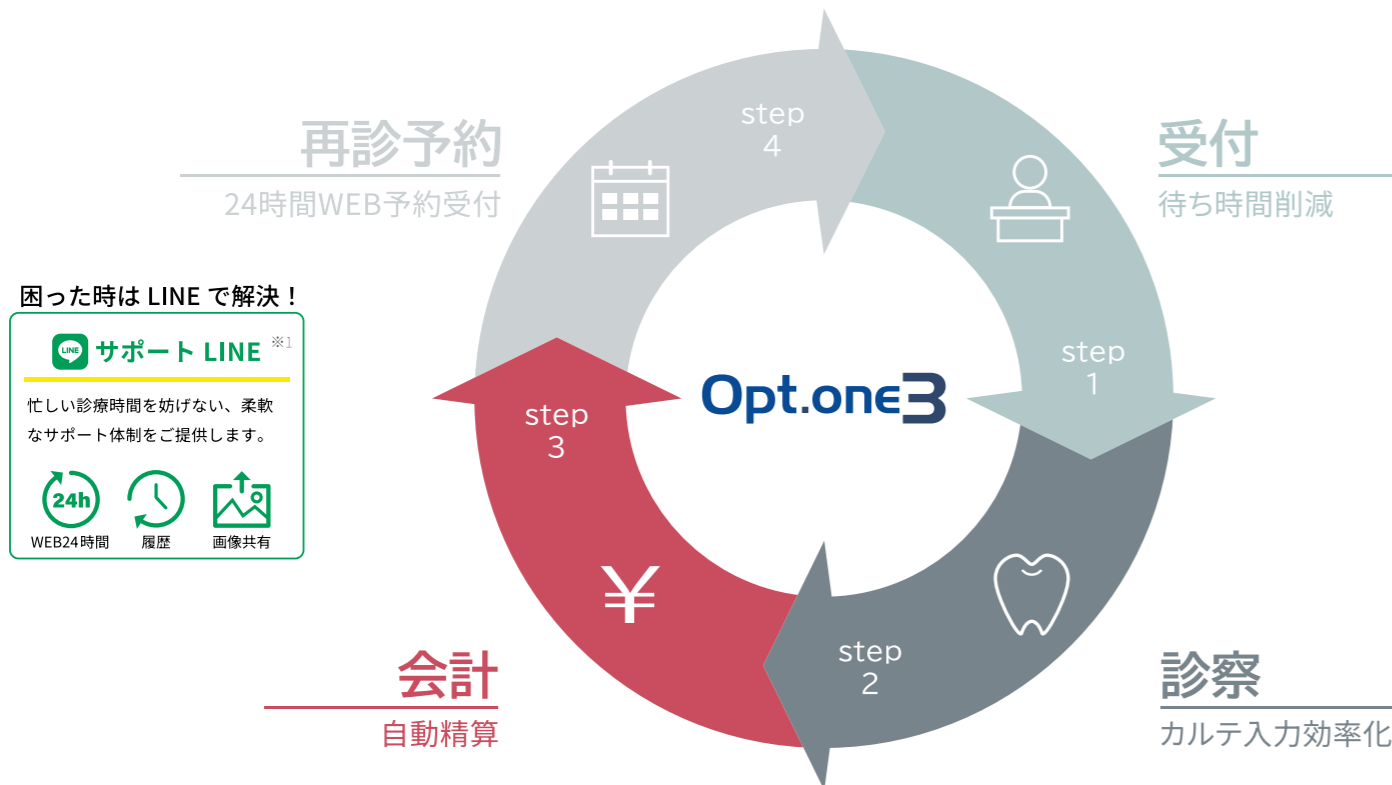 step
4
再診予約
24時間WEB予約受付
受付
待ち時間削減
step
1
困った時は LINE で解決！
LINE
サポート LINE ※1
忙しい診療時間を妨げない、柔軟
なサポート体制をご提供します。
24h
WEB24時間
履歴
画像共有
Opt.one3
step
3
¥
step
2
会計
自動精算
診察
カルテ入力効率化